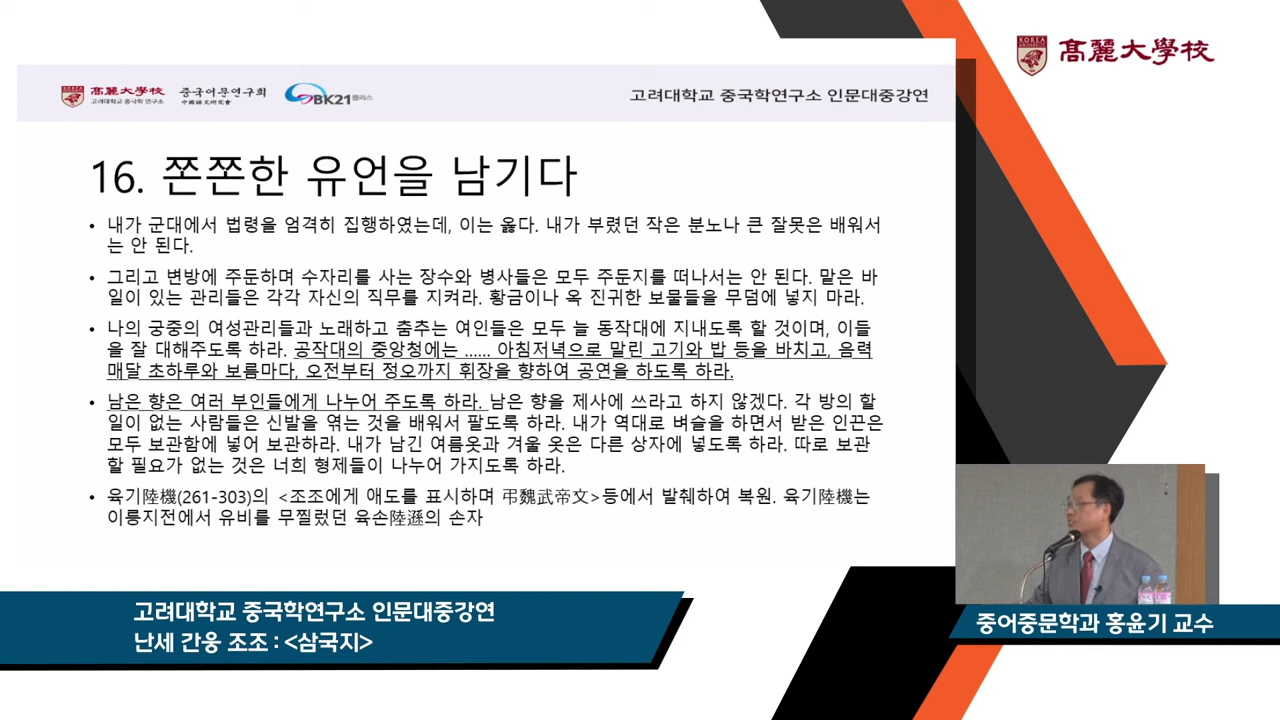 KOREA
UNIVERSITY
高麗大學校
高麗大學校
고려대학교 중국학 연구소
중국어문연구회
中國語文硏究會
BK21플러스
고려대학교 중국학연구소 인문대중강연
16. 쫀쫀한 유언을 남기다
• 내가 군대에서 법령을 엄격히 집행하였는데, 이는 옳다. 내가 부렸던 작은 분노나 큰 잘못은 배워서
는 안 된다.
• 그리고 변방에 주둔하며 수자리를 사는 장수와 병사들은 모두 주둔지를 떠나서는 안 된다. 맡은 바
일이 있는 관리들은 각각 자신의 직무를 지켜라. 황금이나 옥 진귀한 보물들을 무덤에 넣지 마라.
• 나의 궁중의 여성관리들과 노래하고 춤추는 여인들은 모두 늘 동작대에 지내도록 할 것이며, 이들
을 잘 대해주도록 하라. 공작대의 중앙청에는 ...... 아침저녁으로 말린 고기와 밥 등을 바치고, 음력
매달 초하루와 보름마다, 오전부터 정오까지 휘장을 향하여 공연을 하도록 하라.
• 남은 향은 여러 부인들에게 나누어 주도록 하라. 남은 향을 제사에 쓰라고 하지 않겠다. 각 방의 할
일이 없는 사람들은 신발을 엮는 것을 배워서 팔도록 하라. 내가 역대로 벼슬을 하면서 받은 인끈은
모두 보관함에 넣어 보관하라. 내가 남긴 여름옷과 겨울 옷은 다른 상자에 넣도록 하라. 따로 보관
할 필요가 없는 것은 너희 형제들이 나누어 가지도록 하라.
• 육기陸機(261-303)의 <조조에게 애도를 표시하며 弔魏武帝文>등에서 발췌하여 복원. 육기陸機는
이릉지전에서 유비를 무찔렀던 육손陸遜의 손자
고려대학교 중국학연구소 인문대중강연
난세 간웅 조조 : <삼국지>
중어중문학과 홍윤기 교수